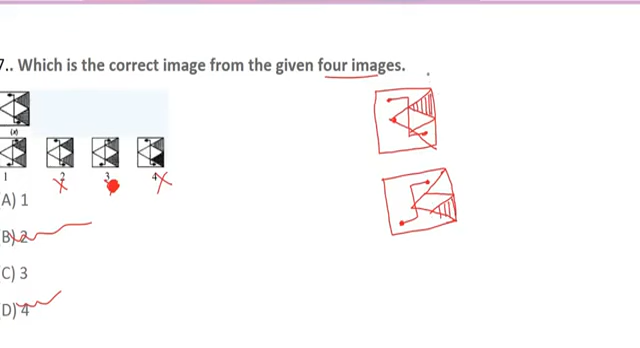 7.. Which is the correct image from the given four images.
(x)
1 2 3 4
(A) 1
(B) 2
(C) 3
(D) 4